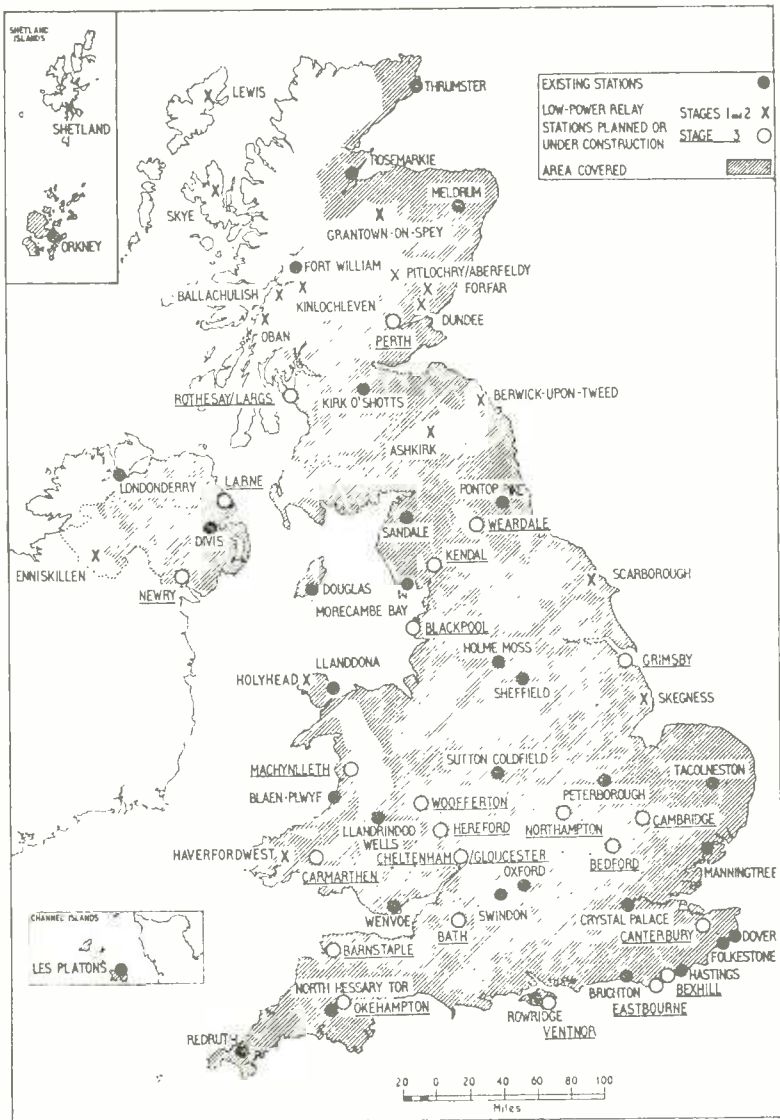 SHETLAND
ISLANDS
SHETLAND
ORKNEY
EXISTING STATIONS
LOW-POWER RELAY STAGES 1 and 2 X
STATIONS PLANNED OR
UNDER CONSTRUCTION STAGE 3
AREA COVERED
LEWIS
THRUMSTER
ROSEMARKIE
MELDRUM
SKYE
GRANTOWN-ON-SPEY
FORT WILLIAM
PITLOCHRY/ABERFELDY
FORFAR
BALLACHULISH
KINLOCHLEVEN
DUNDEE
OBAN
PERTH
ROTHESAY/LARGS
KIRK O'SHOTTS
BERWICK-UPON-TWEED
ASHKIRK
LONDONDERRY
LARNE
PONTOP PIKE
SANDALE
WEARDALE
DIVIS
ENNISKILLEN
KENDAL
NEWRY
DOUGLAS
SCARBOROUGH
MORECAMBE BAY
BLACKPOOL
HOLME MOSS
GRIMSBY
LLANDDONA
HOLYHEAD
SHEFFIELD
SKEGNESS
MACHYNLLETH
SUTTON COLDFIELD
TACOLNESTON
BLAEN-PLWYF
PETERBOROUGH
WOOFFERTON
LLANDRINDOD
WELLS
HEREFORD
NORTHAMPTON
CAMBRIDGE
HAVERFORDWEST
CHELTENHAM/GLOUCESTER
BEDFORD
CARMARTHEN
OXFORD
MANNINGTREE
WENVOE
SWINDON
CRYSTAL PALACE
BATH
CANTERBURY
CHANNEL ISLANDS
LES PLATONS
BARNSTAPLE
DOVER
FOLKESTONE
HASTINGS
BRIGHTON
BEXHILL
EASTBOURNE
NORTH HESSARY TOR
OKEHAMPTON
ROWRIDGE
VENTNOR
REDRUTH
20 0 20 40 60 80 100
Miles